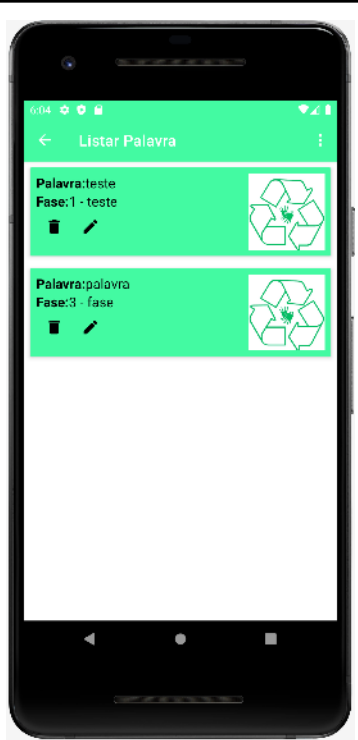 6:04
Listar Palavra
Palavra:teste
Fase:1 - teste
Palavra:palavra
Fase:3 - fase